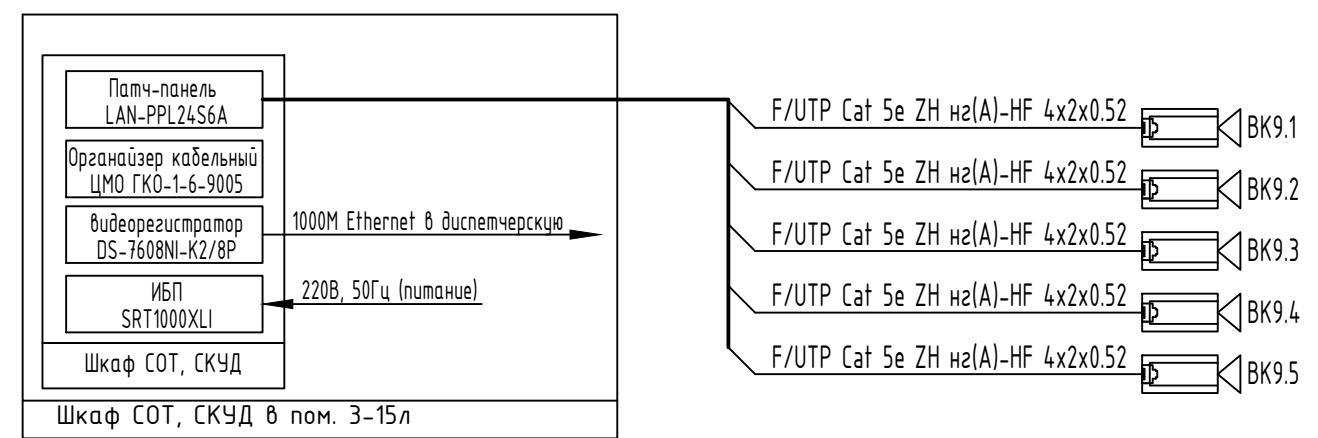 Патч-панель
LAN-PPL24S6A
Органайзер кабельный
ЦМО ГКО-1-6-9005
видеорегистратор
DS-7608NI-K2/8P
1000М Ethernet в диспетчерскую
ИБП
SRT1000XLI
220В, 50Гц (питание)
Шкаф СОТ, СКУД
Шкаф СОТ, СКУД в пом. 3-15л
F/UTP Cat 5e ZH нг(А)-HF 4x2x0.52
ВК9.1
F/UTP Cat 5e ZH нг(А)-HF 4x2x0.52
ВК9.2
F/UTP Cat 5e ZH нг(А)-HF 4x2x0.52
ВК9.3
F/UTP Cat 5e ZH нг(А)-HF 4x2x0.52
ВК9.4
F/UTP Cat 5e ZH нг(А)-HF 4x2x0.52
ВК9.5